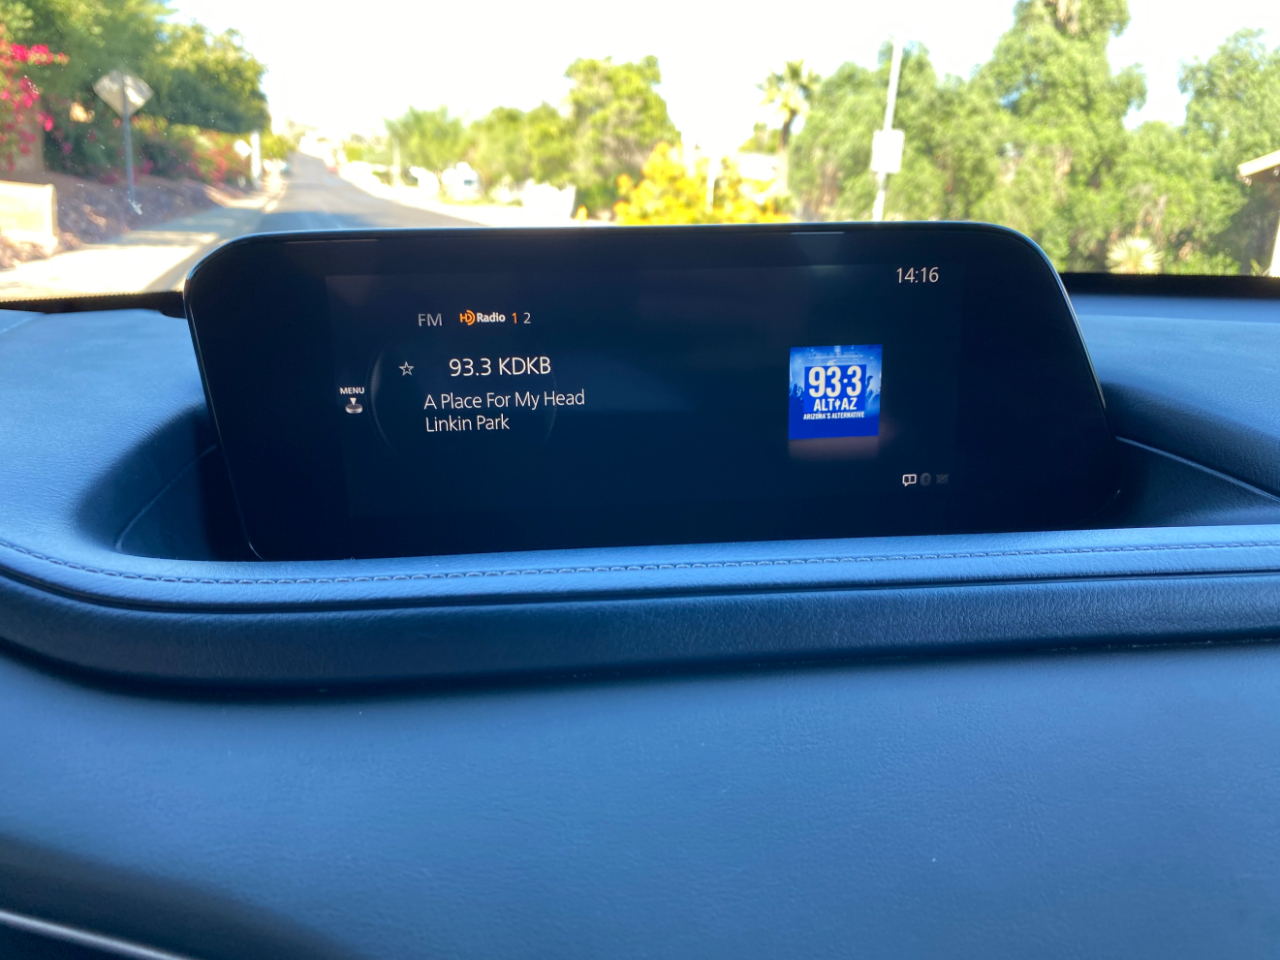 14:16
FM HD Radio 1 2
93.3 KDKB
MENU
A Place For My Head
Linkin Park
93.3
ALT AZ
ARIZONA'S ALTERNATIVE